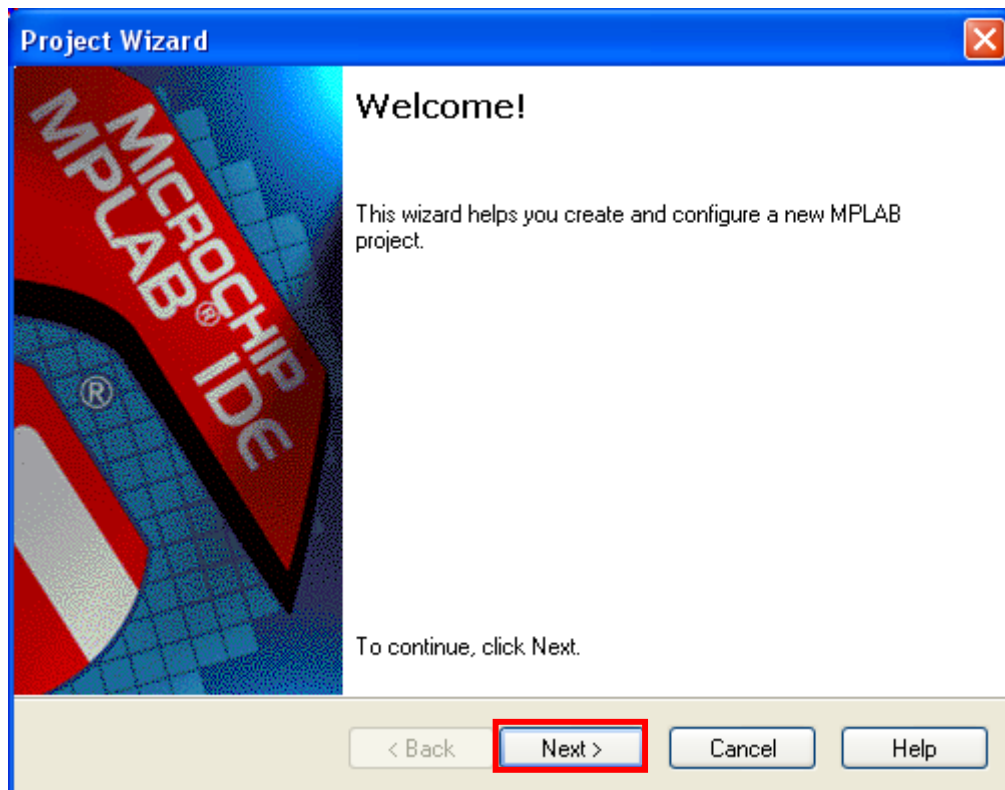 Project Wizard
MICROCHIP
MPLAB® IDE
®
Welcome!
This wizard helps you create and configure a new MPLAB
project.
To continue, click Next.
< Back
Next >
Cancel
Help